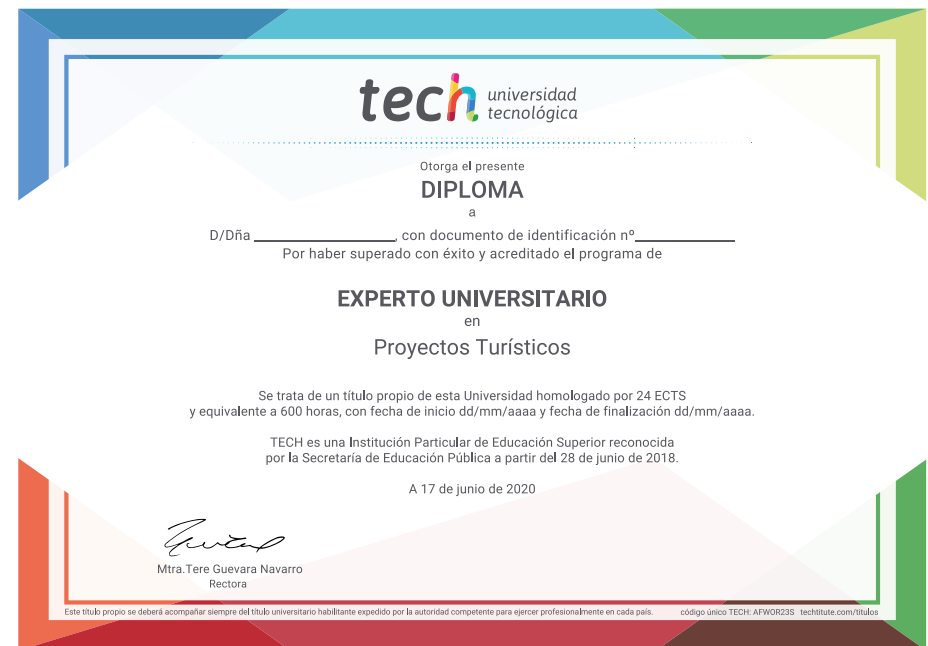 tech universidad
tecnológica
Otorga el presente
DIPLOMA
a
D/Dña ______________, con documento de identificación nº__________
Por haber superado con éxito y acreditado el programa de
EXPERTO UNIVERSITARIO
en
Proyectos Turísticos
Se trata de un título propio de esta Universidad homologado por 24 ECTS
y equivalente a 600 horas, con fecha de inicio dd/mm/aaaa y fecha de finalización dd/mm/aaaa.
TECH es una Institución Particular de Educación Superior reconocida
por la Secretaría de Educación Pública a partir del 28 de junio de 2018.
A 17 de junio de 2020
Mtra.Tere Guevara Navarro
Rectora
Este título propio se deberá acompañar siempre del título universitario habilitante expedido por la autoridad competente para ejercer profesionalmente en cada país. código único TECH: AFWOR23S techtitute.com/titulos